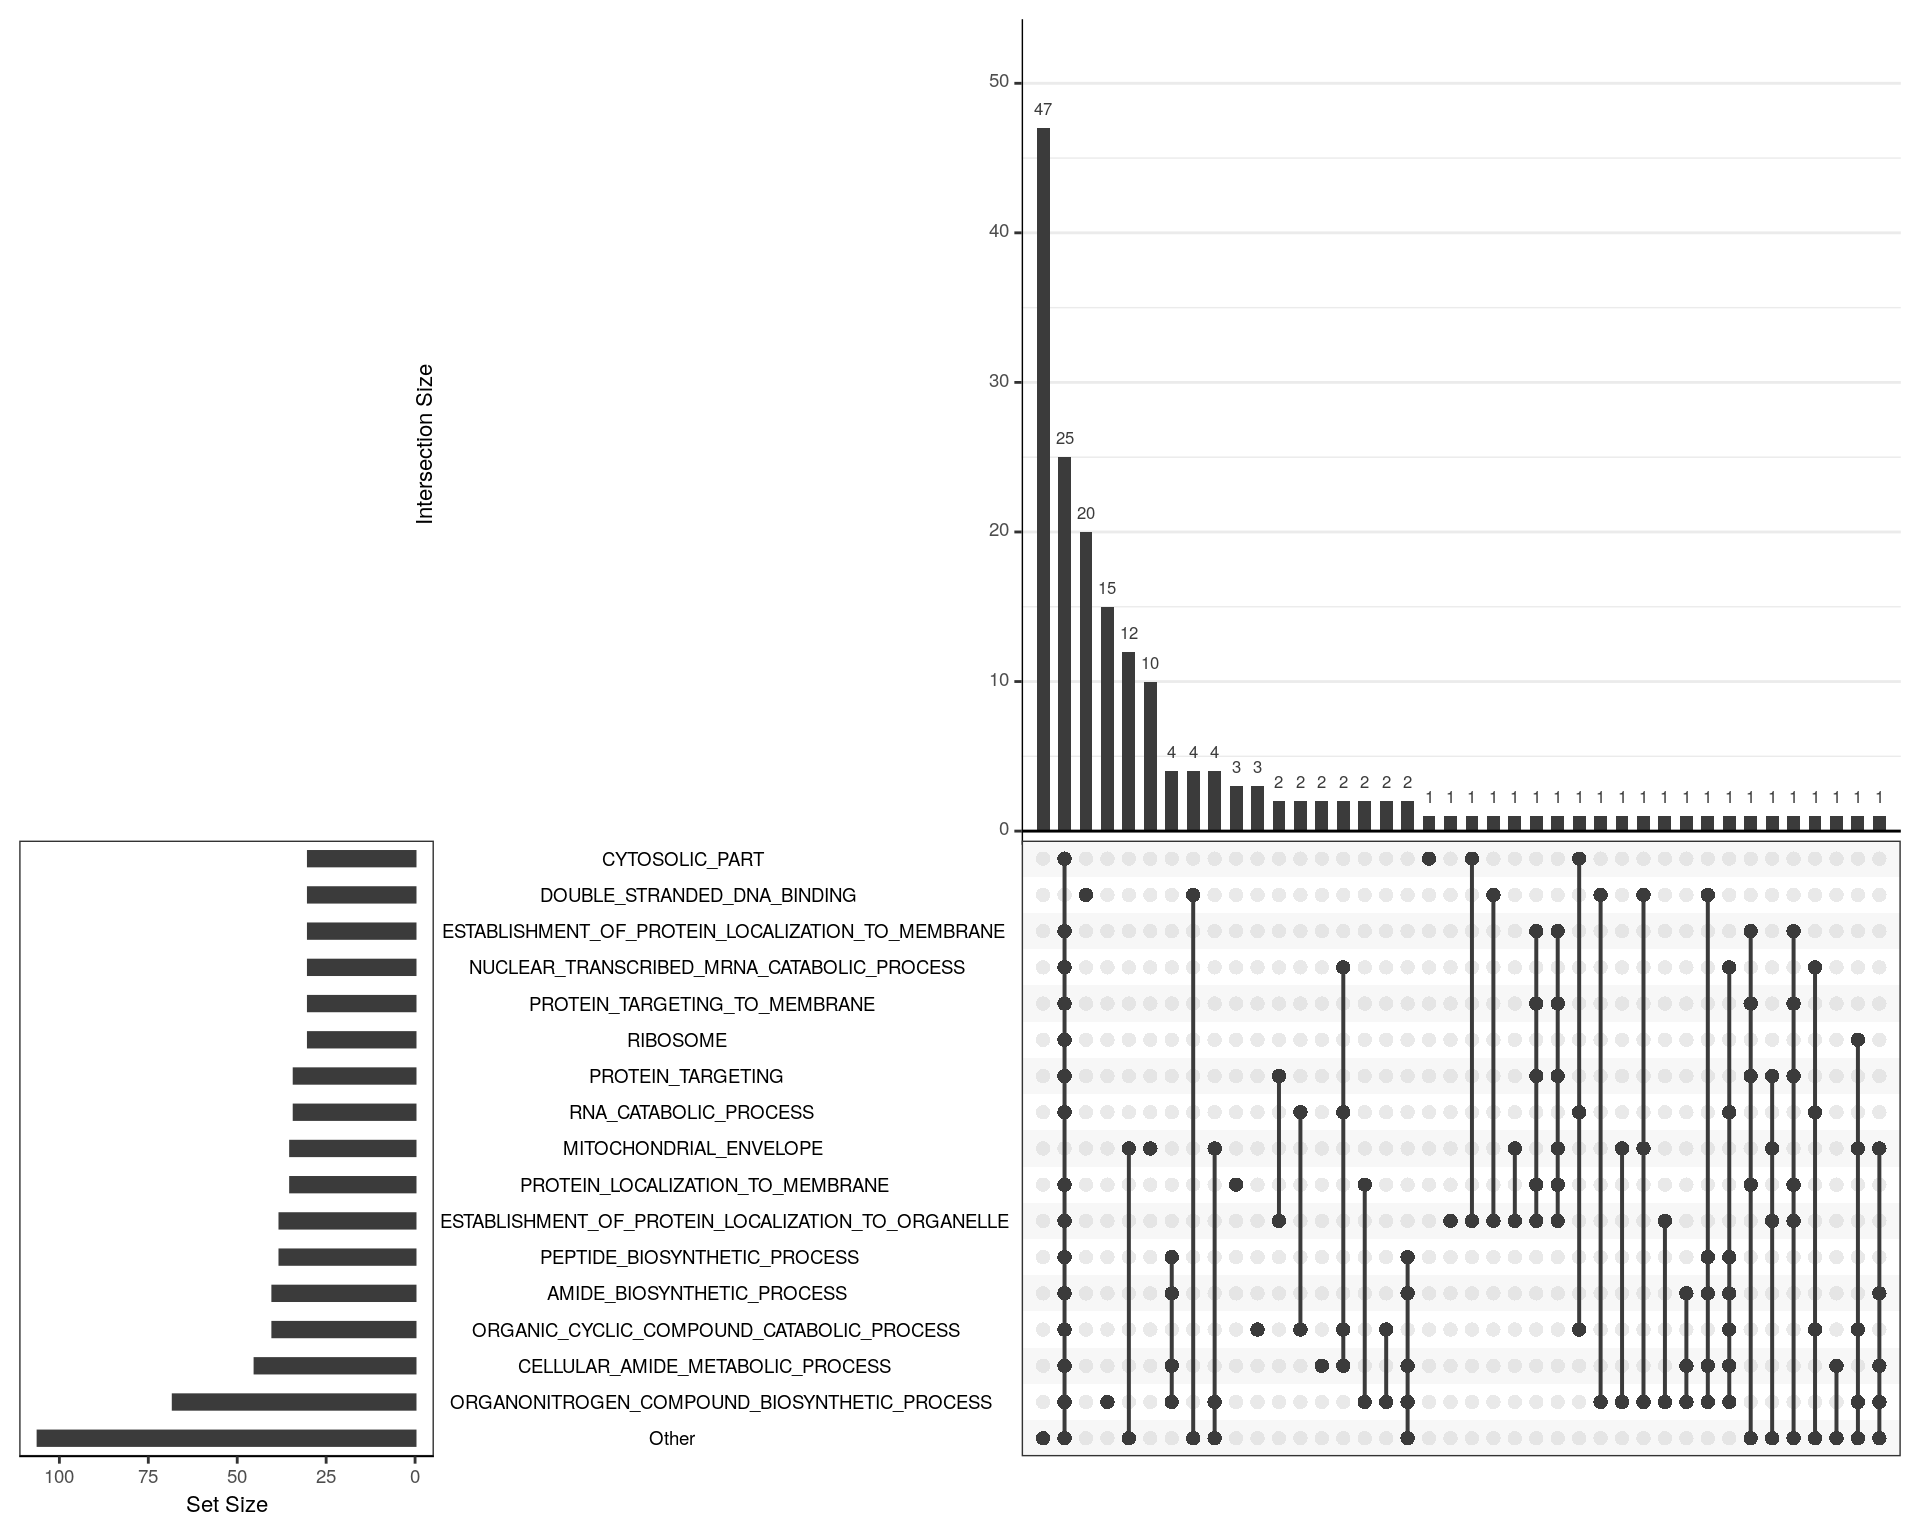 50
47
40
Intersection Size
30
25
20
20
15
12
10
10
4 4 4 3 3 2 2 2 2 2 2 2 1 1 1 1 1 1 1 1 1 1 1 1 1 1 1 1 1 1 1 1 1 1
0
CYTOSOLIC_PART
DOUBLE_STRANDED_DNA_BINDING
ESTABLISHMENT_OF_PROTEIN_LOCALIZATION_TO_MEMBRANE
NUCLEAR_TRANSCRIBED_MRNA_CATABOLIC_PROCESS
PROTEIN_TARGETING_TO_MEMBRANE
RIBOSOME
PROTEIN_TARGETING
RNA_CATABOLIC_PROCESS
MITOCHONDRIAL_ENVELOPE
PROTEIN_LOCALIZATION_TO_MEMBRANE
ESTABLISHMENT_OF_PROTEIN_LOCALIZATION_TO_ORGANELLE
PEPTIDE_BIOSYNTHETIC_PROCESS
AMIDE_BIOSYNTHETIC_PROCESS
ORGANIC_CYCLIC_COMPOUND_CATABOLIC_PROCESS
CELLULAR_AMIDE_METABOLIC_PROCESS
ORGANONITROGEN_COMPOUND_BIOSYNTHETIC_PROCESS
Other
100 75 50 25 0
Set Size